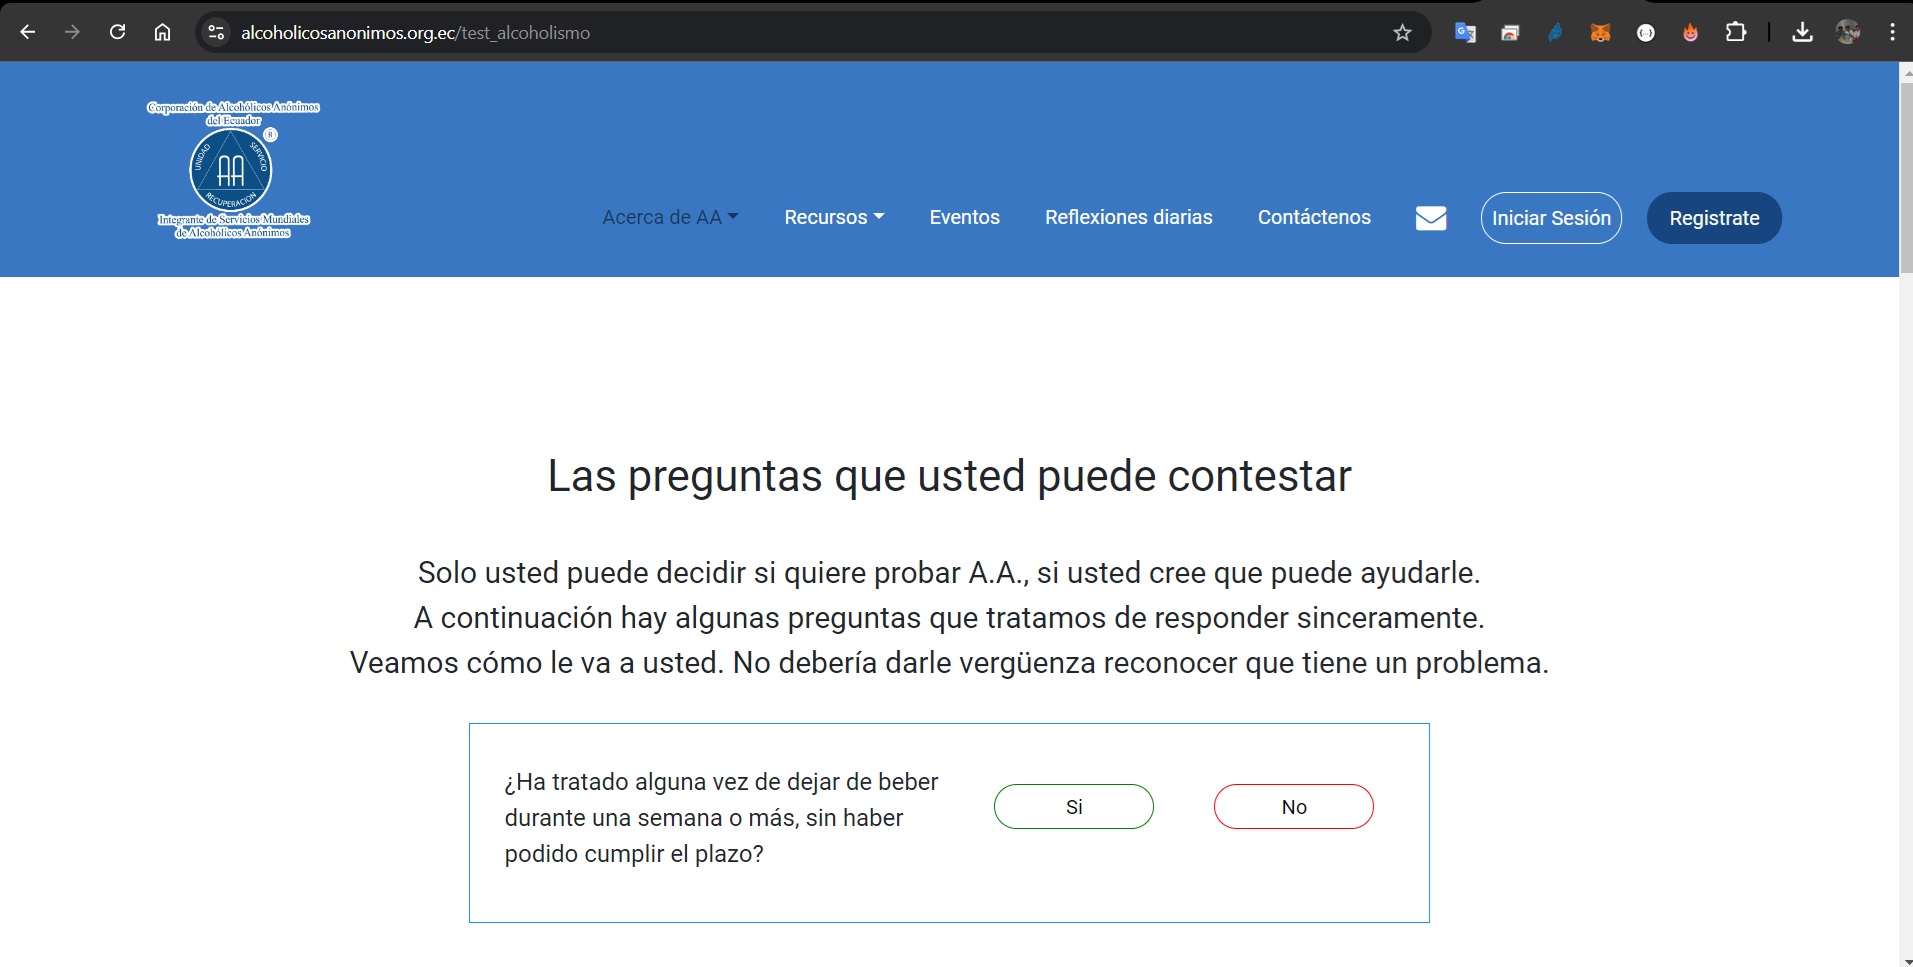 alcoholicosanonimos.org.ec/test_alcoholismo
Corporación de Alcohólicos Anónimos
del Ecuador
®
UNIDAD
SERVICIO
AA
RECUPERACION
Integrante de Servicios Mundiales
de Alcohólicos Anónimos
Acerca de AA
Recursos
Eventos
Reflexiones diarias
Contáctenos
Iniciar Sesión
Registrate
Las preguntas que usted puede contestar
Solo usted puede decidir si quiere probar A.A., si usted cree que puede ayudarle.
A continuación hay algunas preguntas que tratamos de responder sinceramente.
Veamos cómo le va a usted. No debería darle vergüenza reconocer que tiene un problema.
¿Ha tratado alguna vez de dejar de beber
durante una semana o más, sin haber
podido cumplir el plazo?
Si
No